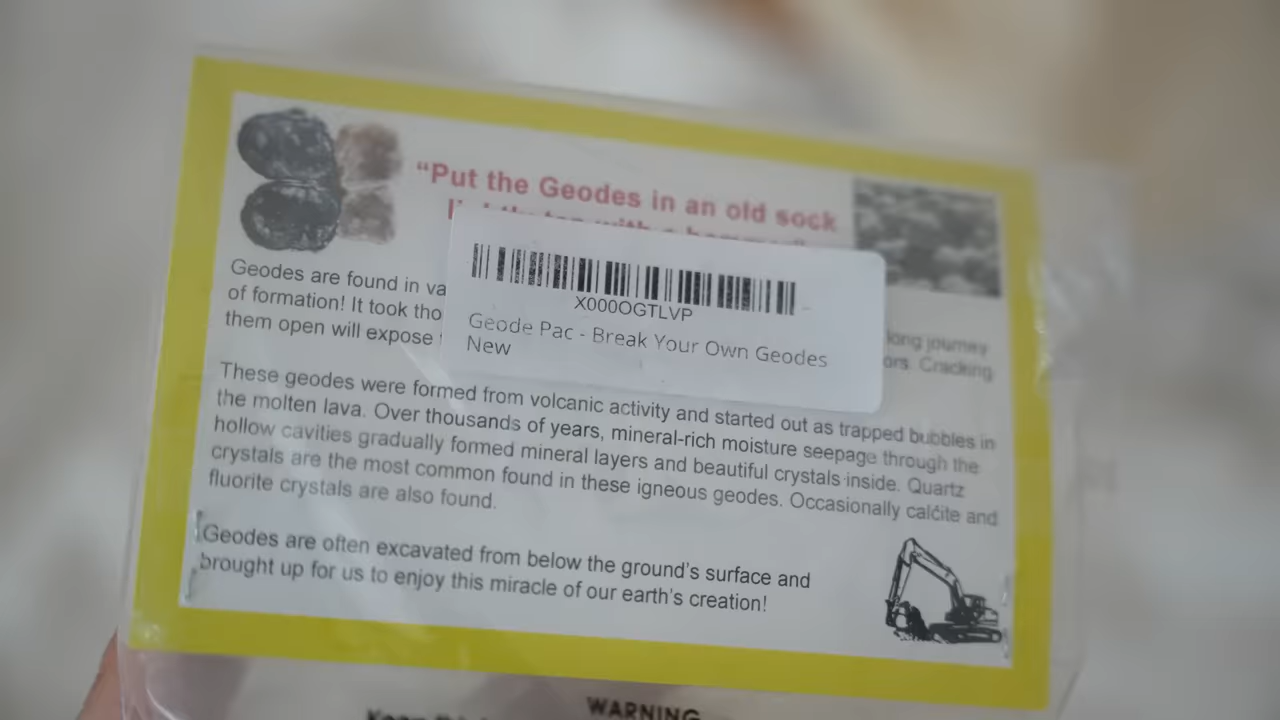 “Put the Geodes in an old sock
with
X000OGTLVP
Geode Pac - Break Your Own Geodes
New
Geodes are found in va
long journey
of formation! It took tho
ors. Cracking
them open will expose
These geodes were formed from volcanic activity and started out as trapped bubbles in
the molten lava. Over thousands of years, mineral-rich moisture seepage through the
hollow cavities gradually formed mineral layers and beautiful crystals inside. Quartz
crystals are the most common found in these igneous geodes. Occasionally calcite and
fluorite crystals are also found.
Geodes are often excavated from below the ground's surface and
brought up for us to enjoy this miracle of our earth's creation!
WARNING